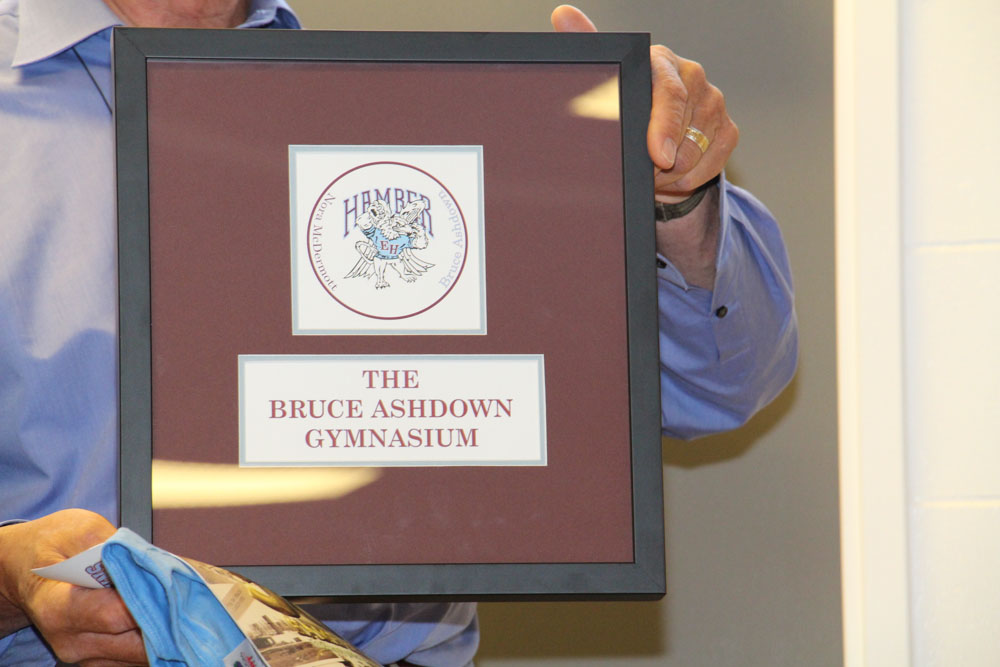 HAMBER
Nora McDermott
Bruce Ashdown
EH
THE
BRUCE ASHDOWN
GYMNASIUM